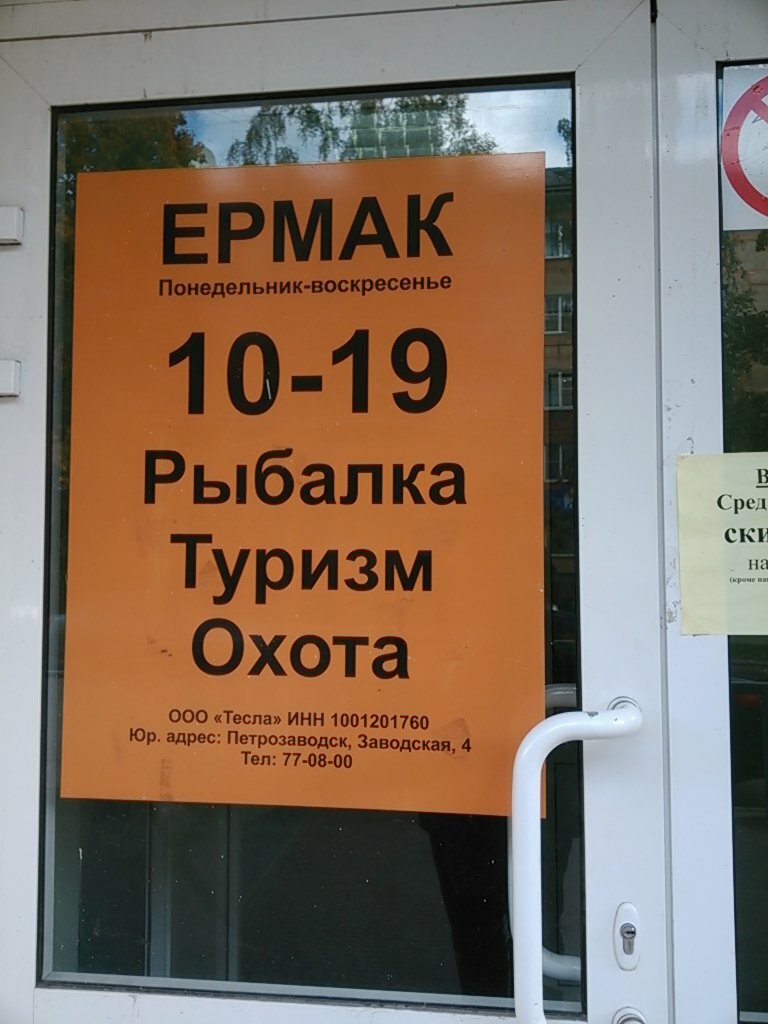 ЕРМАК
Понедельник-воскресенье
10-19
Рыбалка
Туризм
Охота
ООО «Тесла» ИНН 1001201760
Юр. адрес: Петрозаводск, Заводская, 4
Тел: 77-08-00
на